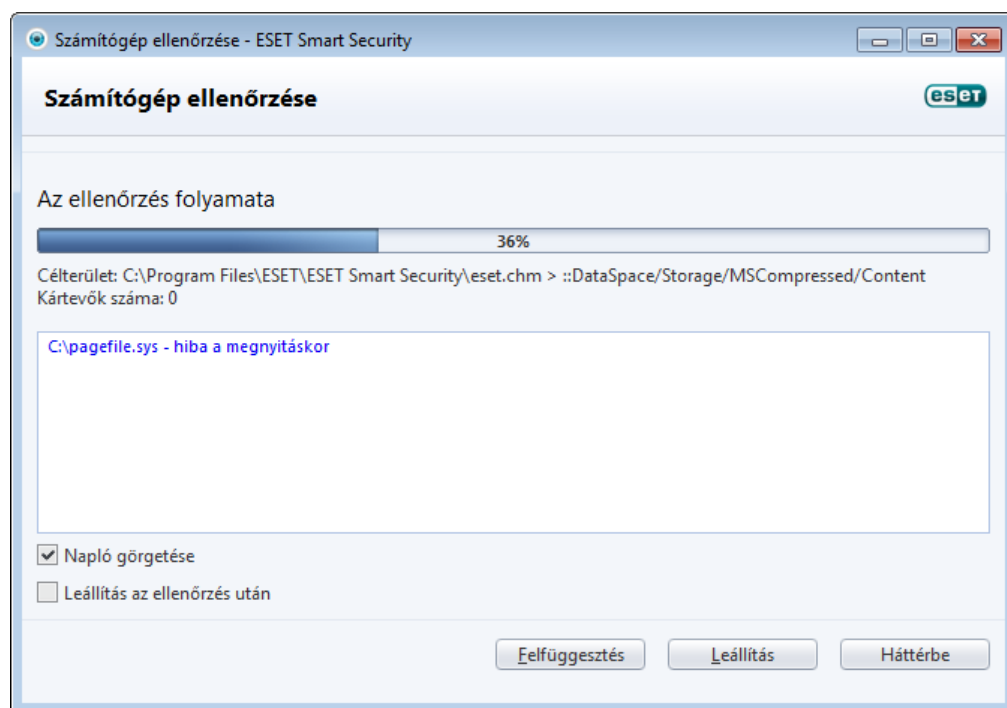 Számítógép ellenőrzése - ESET Smart Security
Számítógép ellenőrzése
eseT
Az ellenőrzés folyamata
36%
Célterület: C:\Program Files\ESET\ESET Smart Security\eset.chm > ::DataSpace/Storage/MSCompressed/Content
Kártevők száma: 0
C:\pagefile.sys - hiba a megnyitáskor
Napló görgetése
Leállítás az ellenőrzés után
Felfüggesztés
Leállítás
Háttérbe